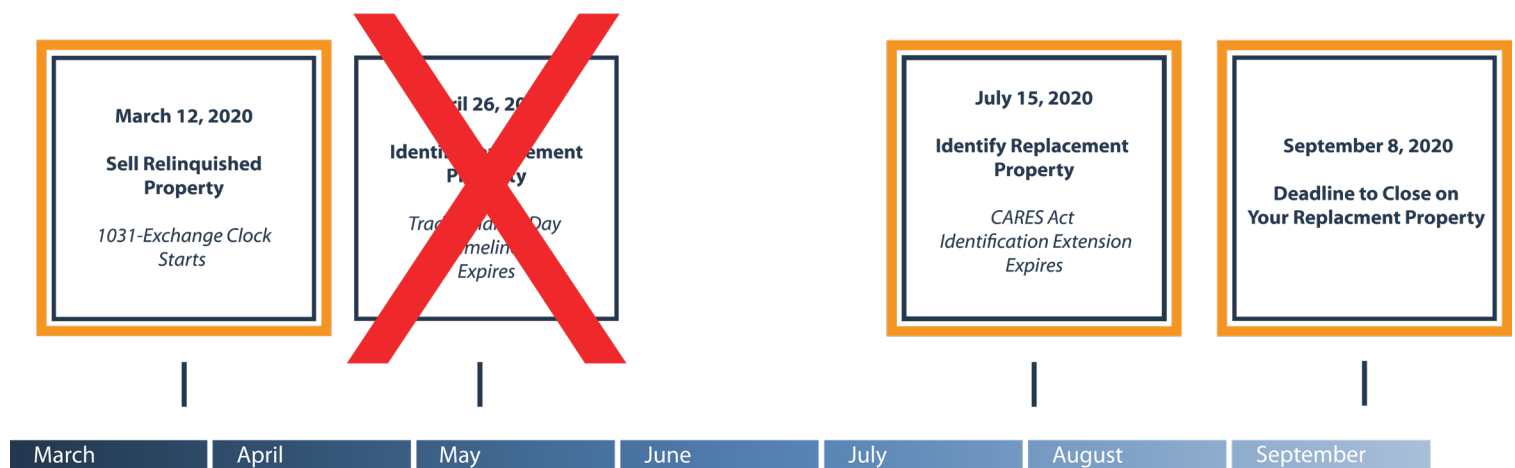 March 12, 2020
Sell Relinquished
Property
1031-Exchange Clock
Starts
26, 
Expires
July 15, 2020
Identify Replacement
Property
CARES Act
Identification Extension
Expires
September 8, 2020
Deadline to Close on
Your Replacment Property
March
April
May
June
July
August
September